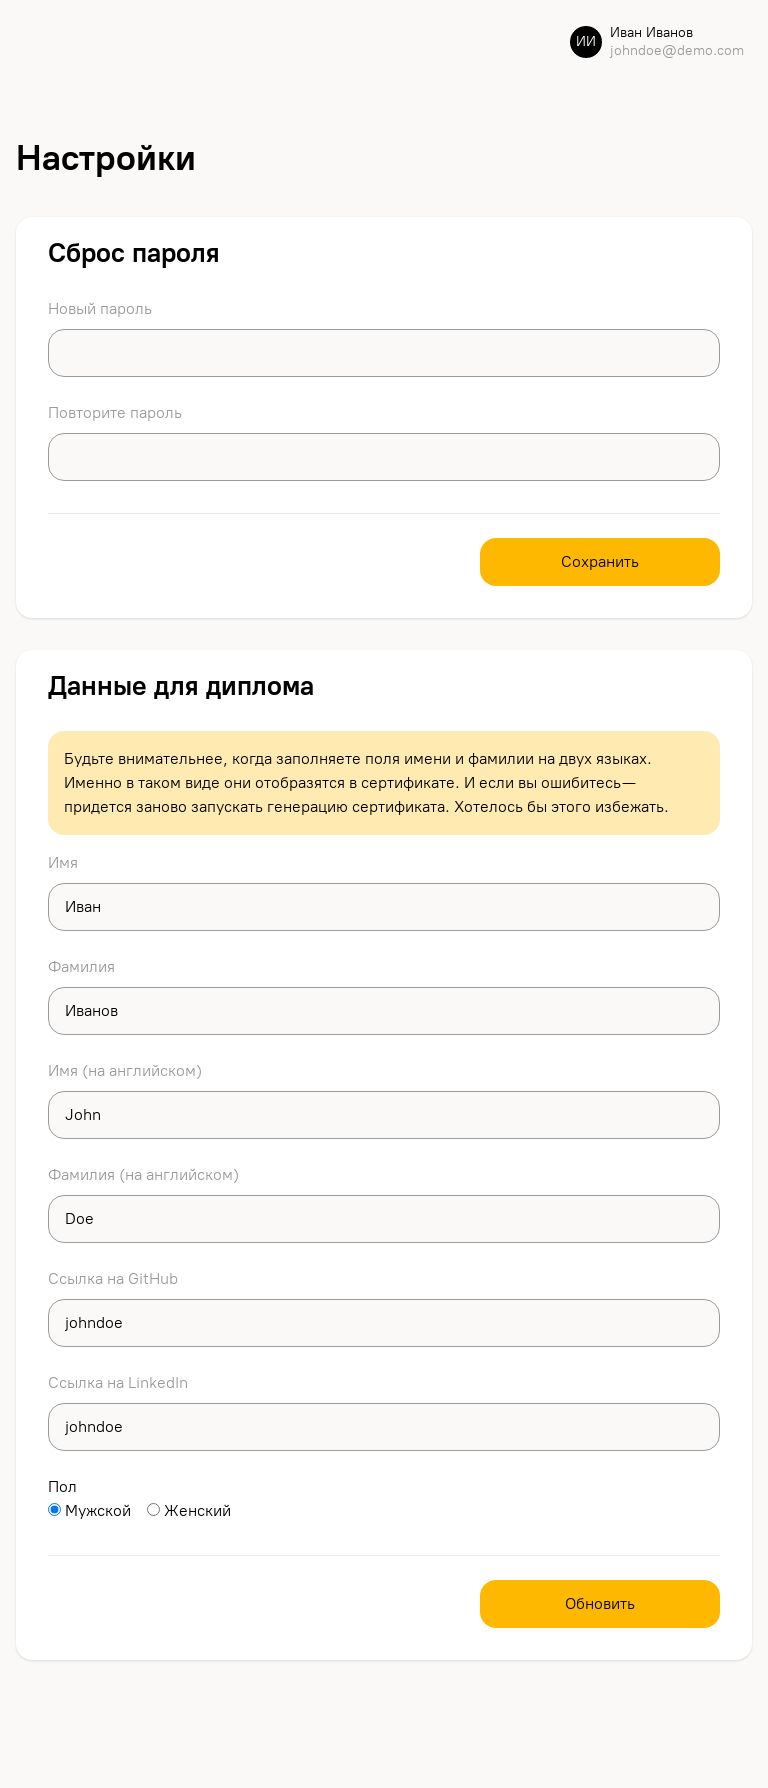 ИИ
Иван Иванов
johndoe@demo.com
Настройки
Сброс пароля
Новый пароль
Повторите пароль
Сохранить
Данные для диплома
Будьте внимательнее, когда заполняете поля имени и фамилии на двух языках.
Именно в таком виде они отобразятся в сертификате. И если вы ошибитесь —
придется заново запускать генерацию сертификата. Хотелось бы этого избежать.
Имя
Иван
Фамилия
Иванов
Имя (на английском)
John
Фамилия (на английском)
Doe
Ссылка на GitHub
johndoe
Ссылка на LinkedIn
johndoe
Пол
Мужской Женский
Обновить